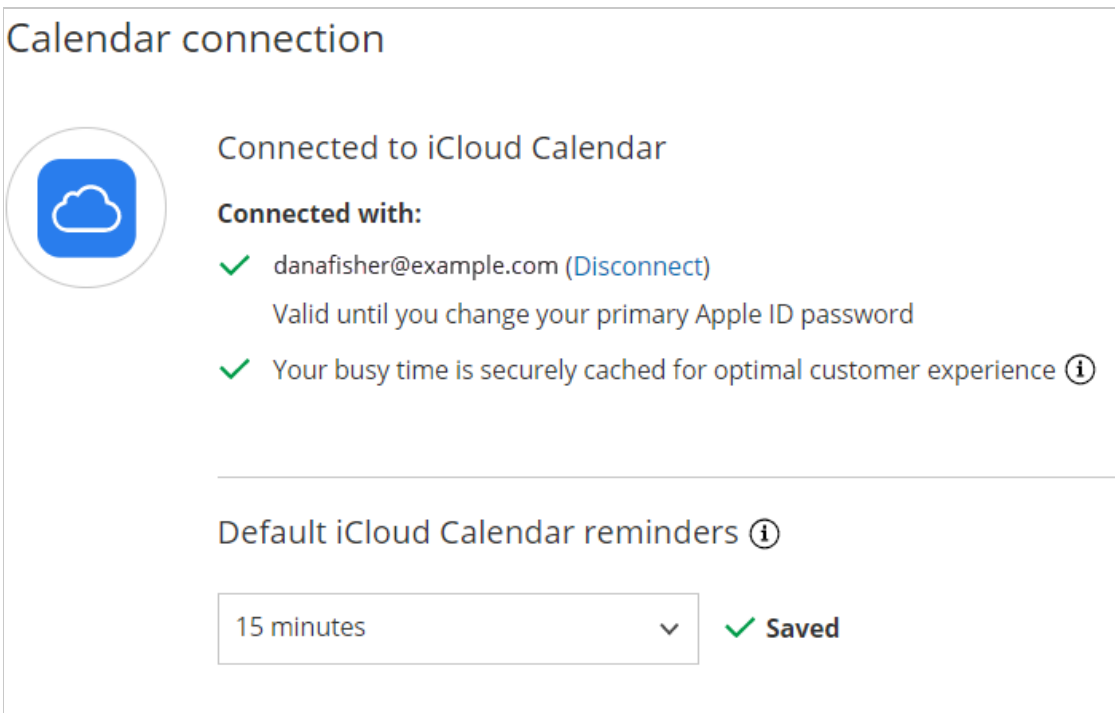 Calendar connection
Connected to iCloud Calendar
Connected with:
danafisher@example.com (Disconnect)
Valid until you change your primary Apple ID password
Your busy time is securely cached for optimal customer experience
Default iCloud Calendar reminders
15 minutes
Saved